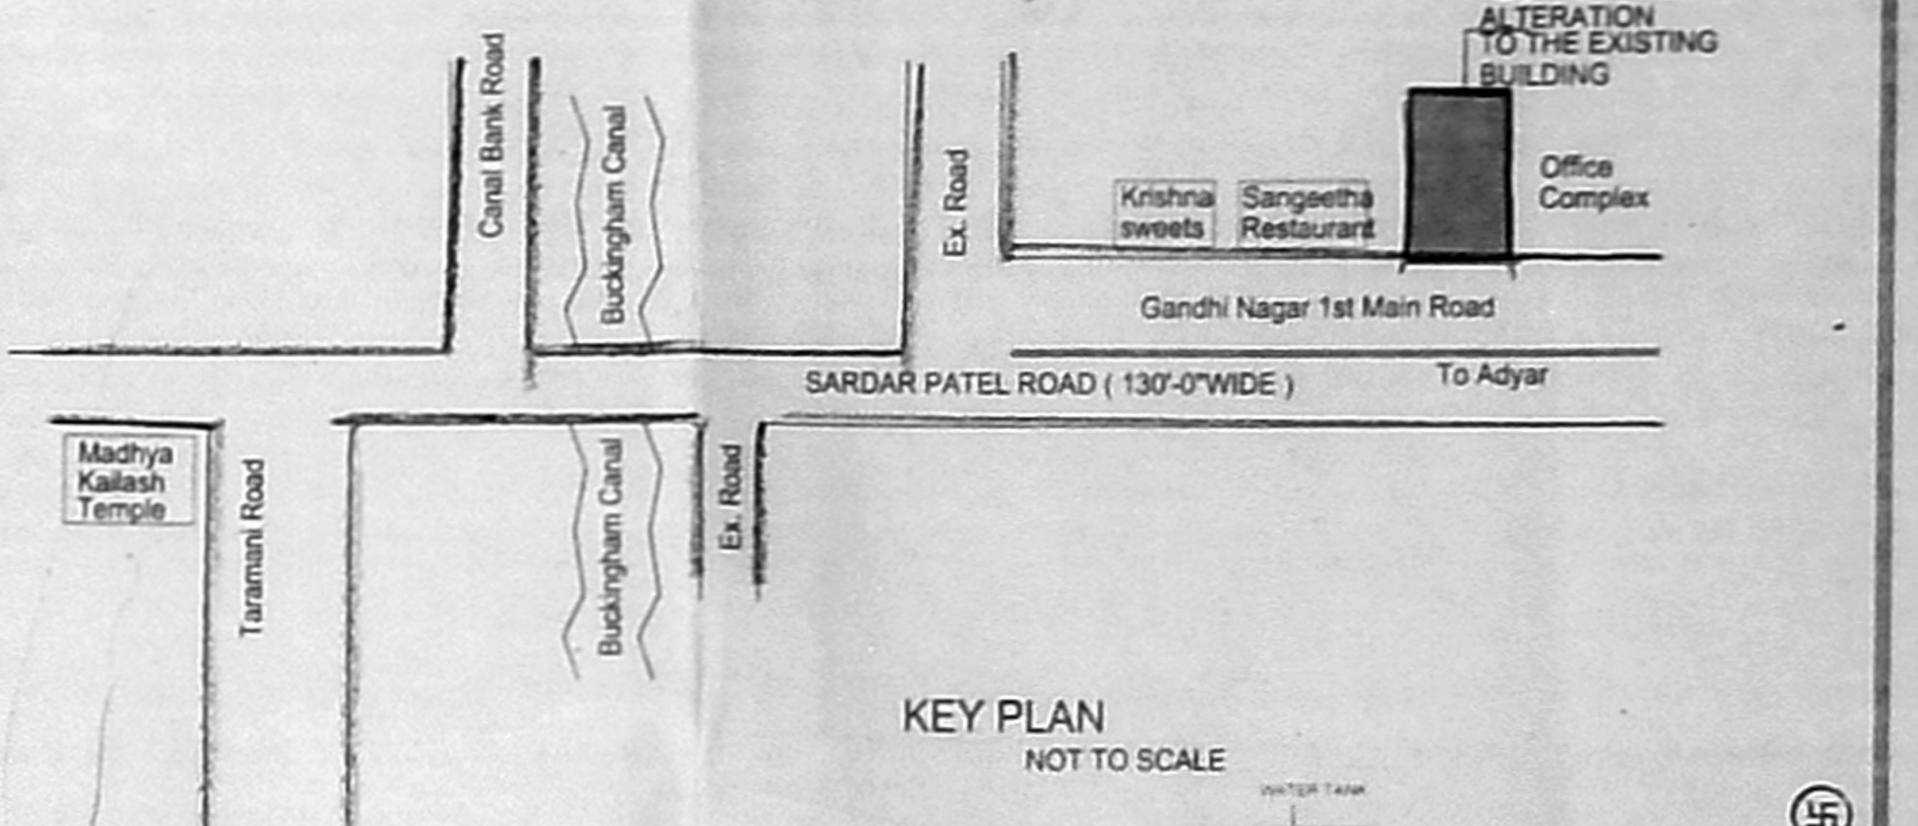 ALTERATION
TO THE EXISTING
BUILDING
Canal Bank Road
Buckingham Canal
Ex. Road
Krishna
sweets
Sangeetha
Restaurant
Office
Complex
Gandhi Nagar 1st Main Road
SARDAR PATEL ROAD ( 130'-0"WIDE )
To Adyar
Madhya
Kailash
Temple
Taramani Road
Buckingham Canal
Ex. Road
KEY PLAN
NOT TO SCALE
WATER TANK